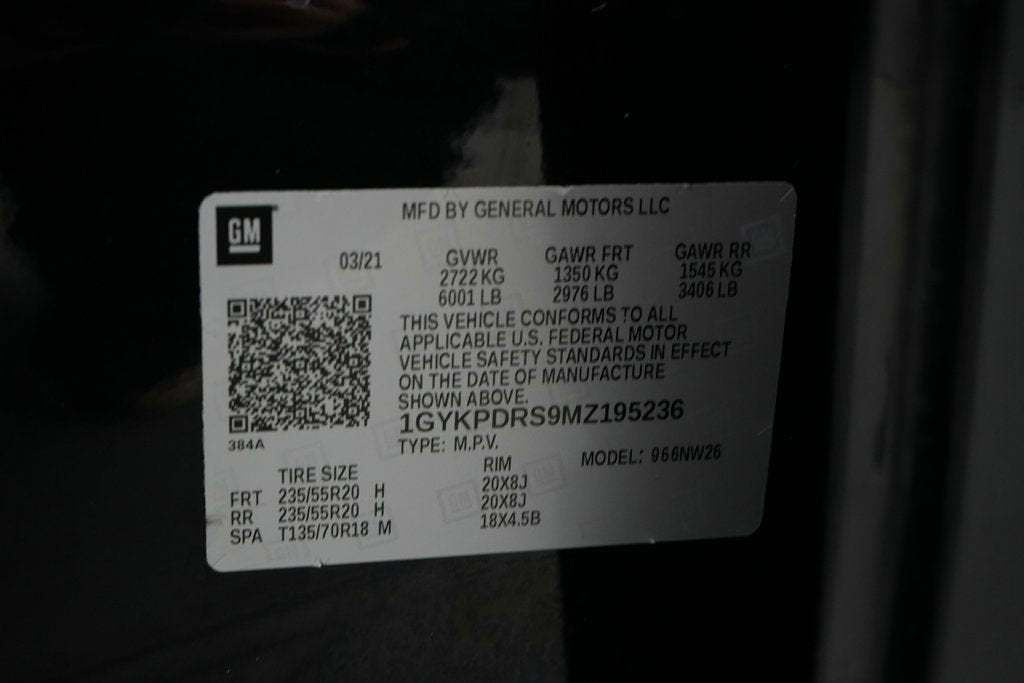 GM
MFD BY GENERAL MOTORS LLC
03/21
GVWR GAWR FRT GAWR RR
2722 KG 1350 KG 1545 KG
6001 LB 2976 LB 3406 LB
THIS VEHICLE CONFORMS TO ALL
APPLICABLE U.S. FEDERAL MOTOR
VEHICLE SAFETY STANDARDS IN EFFECT
ON THE DATE OF MANUFACTURE
SHOWN ABOVE.
1GYKPDRS9MZ195236
384A
TYPE: M.P.V.
MODEL: 966NW26
TIRE SIZE RIM
FRT 235/55R20 H 20X8J
RR 235/55R20 H 20X8J
SPA T135/70R18 M 18X4.5B